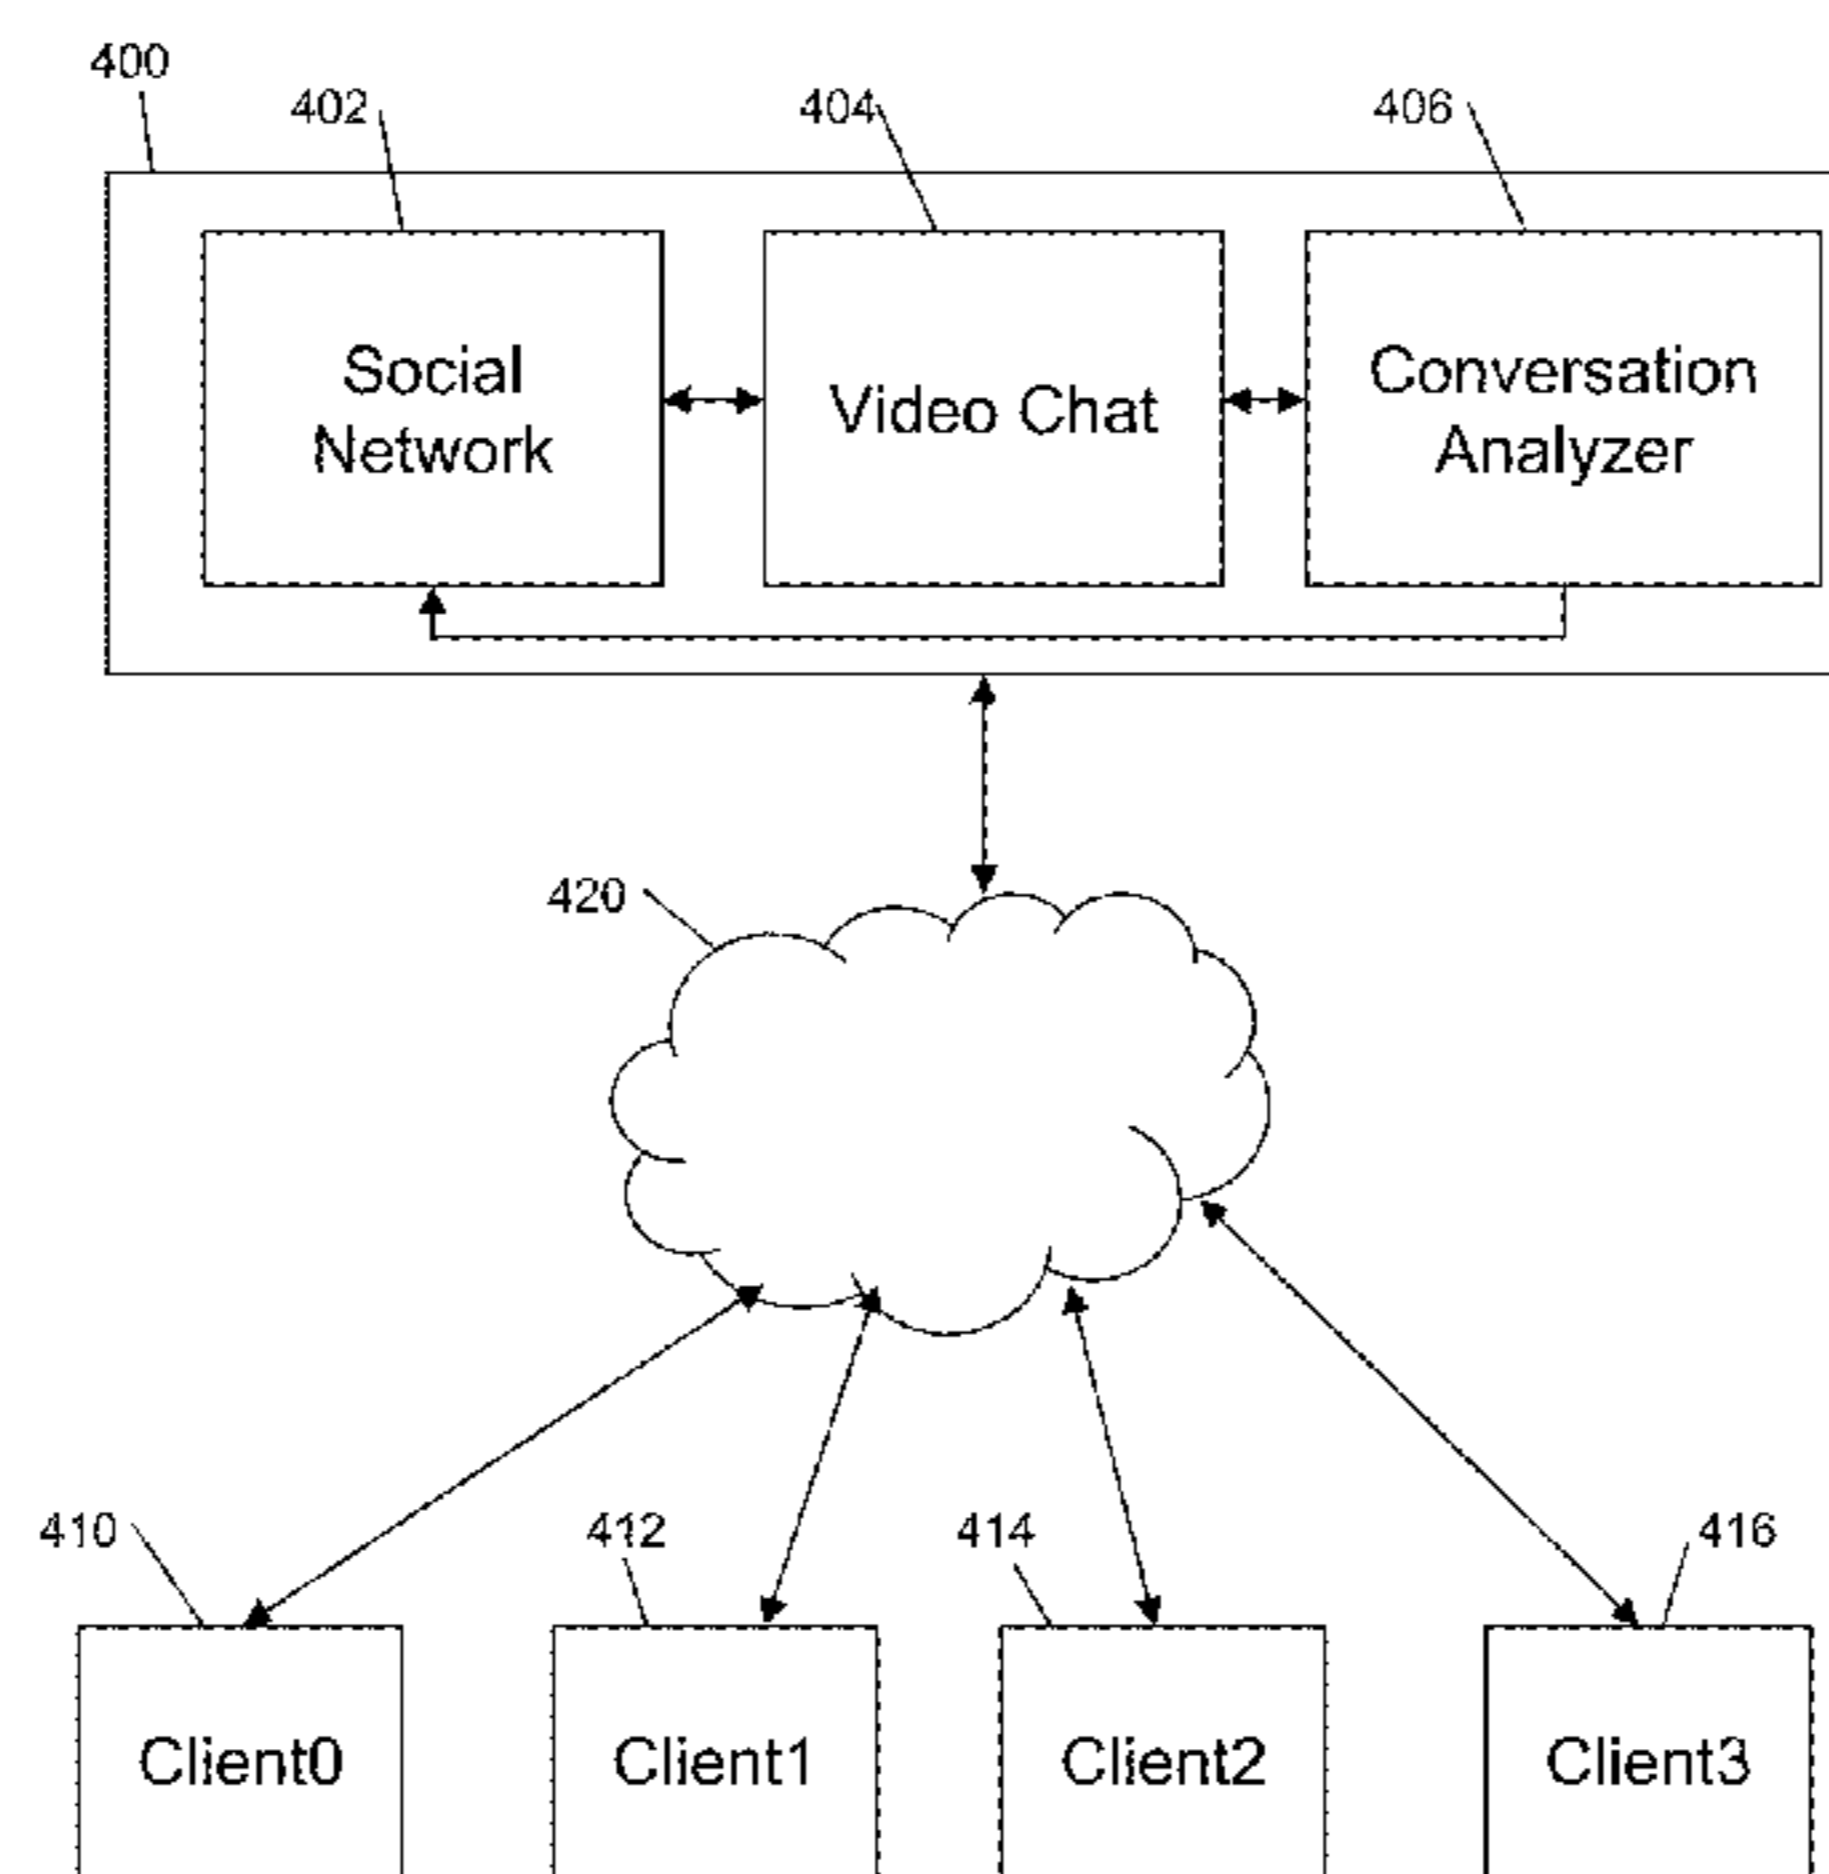 400
402
404
406
Social
Network
Video Chat
Conversation
Analyzer
420
410
412
414
416
Client0
Client1
Client2
Client3